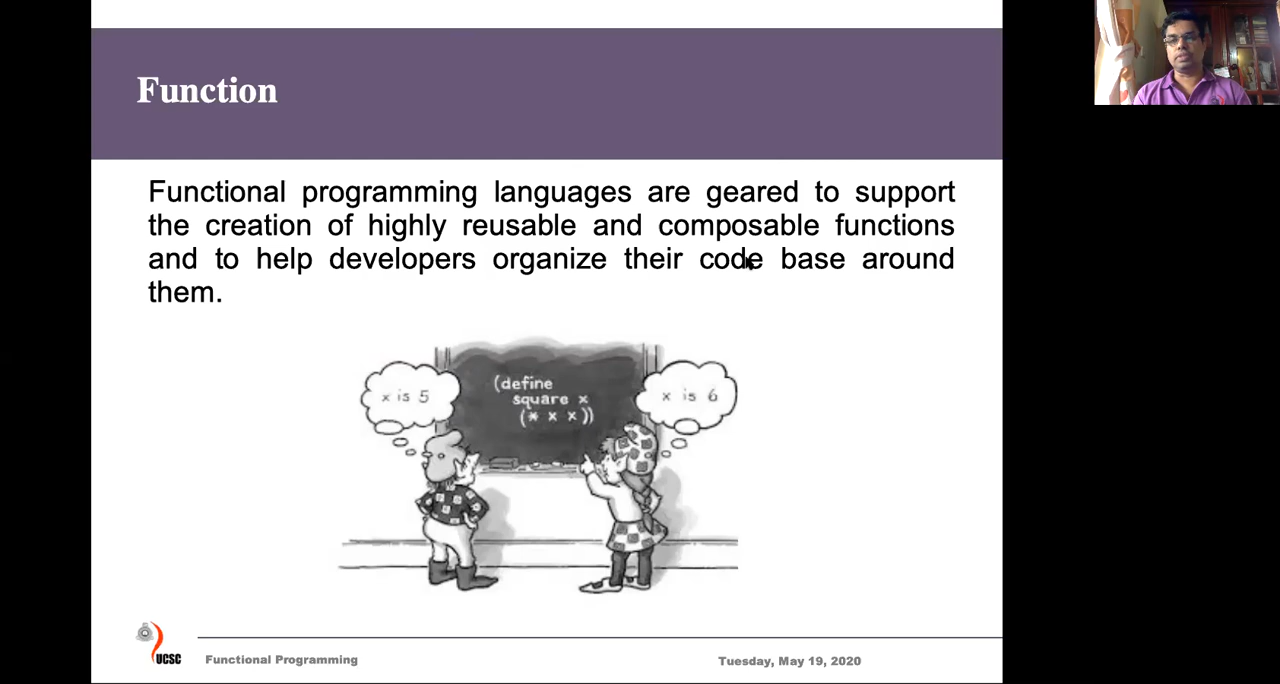 Function
Functional programming languages are geared to support
the creation of highly reusable and composable functions
and to help developers organize their code base around
them.
x is 5
(define
square x
(* x x))
x is 6
UCSC
Functional Programming
Tuesday, May 19, 2020